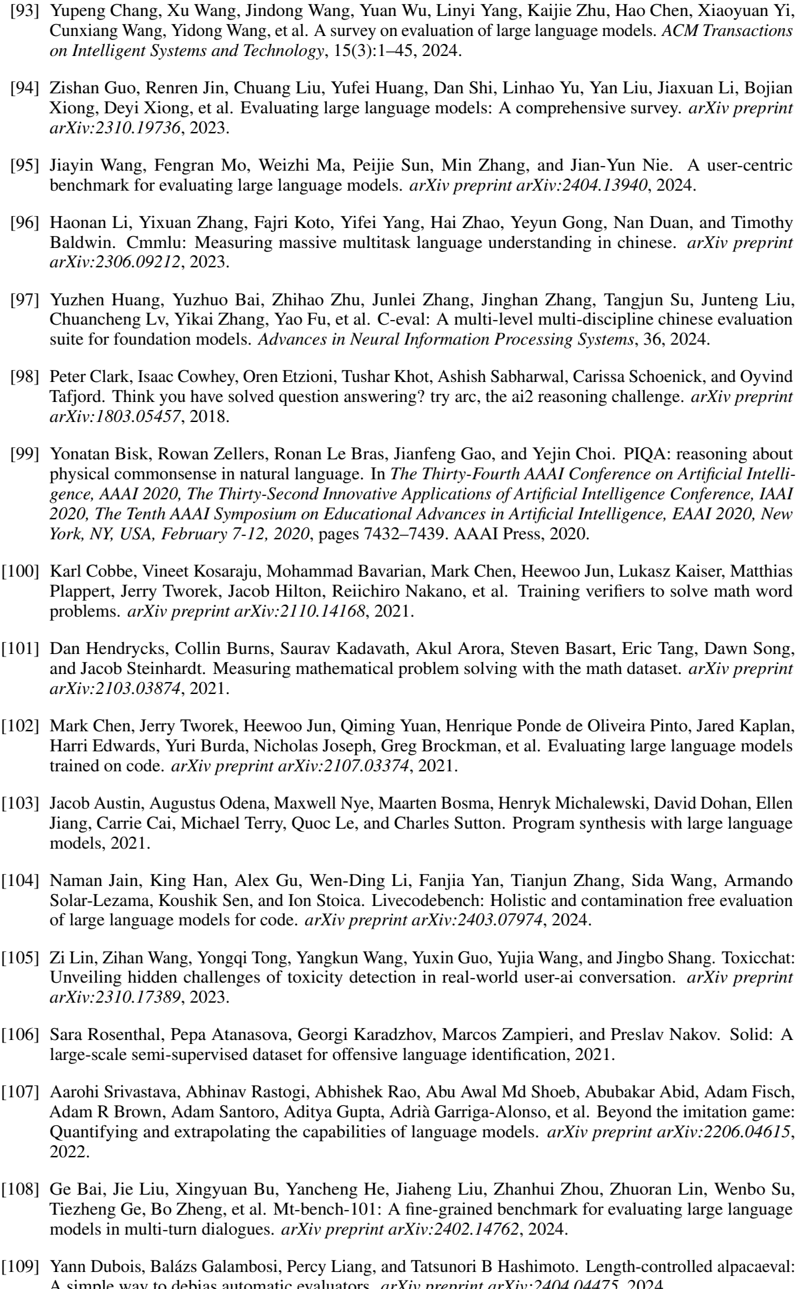 [93] Yupeng Chang, Xu Wang, Jindong Wang, Yuan Wu, Linyi Yang, Kaijie Zhu, Hao Chen, Xiaoyuan Yi,
Cunxiang Wang, Yidong Wang, et al. A survey on evaluation of large language models. ACM Transactions
on Intelligent Systems and Technology, 15(3):1–45, 2024.
[94] Zishan Guo, Renren Jin, Chuang Liu, Yufei Huang, Dan Shi, Linhao Yu, Yan Liu, Jiaxuan Li, Bojian
Xiong, Deyi Xiong, et al. Evaluating large language models: A comprehensive survey. arXiv preprint
arXiv:2310.19736, 2023.
[95] Jiayin Wang, Fengran Mo, Weizhi Ma, Peijie Sun, Min Zhang, and Jian-Yun Nie. A user-centric
benchmark for evaluating large language models. arXiv preprint arXiv:2404.13940, 2024.
[96] Haonan Li, Yixuan Zhang, Fajri Koto, Yifei Yang, Hai Zhao, Yeyun Gong, Nan Duan, and Timothy
Baldwin. Cmmlu: Measuring massive multitask language understanding in chinese. arXiv preprint
arXiv:2306.09212, 2023.
[97] Yuzhen Huang, Yuzhuo Bai, Zhihao Zhu, Junlei Zhang, Jinghan Zhang, Tangjun Su, Junteng Liu,
Chuancheng Lv, Yikai Zhang, Yao Fu, et al. C-eval: A multi-level multi-discipline chinese evaluation
suite for foundation models. Advances in Neural Information Processing Systems, 36, 2024.
[98] Peter Clark, Isaac Cowhey, Oren Etzioni, Tushar Khot, Ashish Sabharwal, Carissa Schoenick, and Oyvind
Tafjord. Think you have solved question answering? try arc, the ai2 reasoning challenge. arXiv preprint
arXiv:1803.05457, 2018.
[99] Yonatan Bisk, Rowan Zellers, Ronan Le Bras, Jianfeng Gao, and Yejin Choi. PIQA: reasoning about
physical commonsense in natural language. In The Thirty-Fourth AAAI Conference on Artificial Intelli-
gence, AAAI 2020, The Thirty-Second Innovative Applications of Artificial Intelligence Conference, IAAI
2020, The Tenth AAAI Symposium on Educational Advances in Artificial Intelligence, EAAI 2020, New
York, NY, USA, February 7-12, 2020, pages 7432–7439. AAAI Press, 2020.
[100] Karl Cobbe, Vineet Kosaraju, Mohammad Bavarian, Mark Chen, Heewoo Jun, Lukasz Kaiser, Matthias
Plappert, Jerry Tworek, Jacob Hilton, Reiichiro Nakano, et al. Training verifiers to solve math word
problems. arXiv preprint arXiv:2110.14168, 2021.
[101] Dan Hendrycks, Collin Burns, Saurav Kadavath, Akul Arora, Steven Basart, Eric Tang, Dawn Song,
and Jacob Steinhardt. Measuring mathematical problem solving with the math dataset. arXiv preprint
arXiv:2103.03874, 2021.
[102] Mark Chen, Jerry Tworek, Heewoo Jun, Qiming Yuan, Henrique Ponde de Oliveira Pinto, Jared Kaplan,
Harri Edwards, Yuri Burda, Nicholas Joseph, Greg Brockman, et al. Evaluating large language models
trained on code. arXiv preprint arXiv:2107.03374, 2021.
[103] Jacob Austin, Augustus Odena, Maxwell Nye, Maarten Bosma, Henryk Michalewski, David Dohan, Ellen
Jiang, Carrie Cai, Michael Terry, Quoc Le, and Charles Sutton. Program synthesis with large language
models, 2021.
[104] Naman Jain, King Han, Alex Gu, Wen-Ding Li, Fanjia Yan, Tianjun Zhang, Sida Wang, Armando
Solar-Lezama, Koushik Sen, and Ion Stoica. Livecodebench: Holistic and contamination free evaluation
of large language models for code. arXiv preprint arXiv:2403.07974, 2024.
[105] Zi Lin, Zihan Wang, Yongqi Tong, Yangkun Wang, Yuxin Guo, Yujia Wang, and Jingbo Shang. Toxicchat:
Unveiling hidden challenges of toxicity detection in real-world user-ai conversation. arXiv preprint
arXiv:2310.17389, 2023.
[106] Sara Rosenthal, Pepa Atanasova, Georgi Karadzhov, Marcos Zampieri, and Preslav Nakov. Solid: A
large-scale semi-supervised dataset for offensive language identification, 2021.
[107] Aarohi Srivastava, Abhinav Rastogi, Abhishek Rao, Abu Awal Md Shoeb, Abubakar Abid, Adam Fisch,
Adam R Brown, Adam Santoro, Aditya Gupta, Adrià Garriga-Alonso, et al. Beyond the imitation game:
Quantifying and extrapolating the capabilities of language models. arXiv preprint arXiv:2206.04615,
2022.
[108] Ge Bai, Jie Liu, Xingyuan Bu, Yancheng He, Jiaheng Liu, Zhanhui Zhou, Zhuoran Lin, Wenbo Su,
Tiezheng Ge, Bo Zheng, et al. Mt-bench-101: A fine-grained benchmark for evaluating large language
models in multi-turn dialogues. arXiv preprint arXiv:2402.14762, 2024.
[109] Yann Dubois, Balázs Galambosi, Percy Liang, and Tatsunori B Hashimoto. Length-controlled alpacaeval:
A simple way to debias automatic evaluators. arXiv preprint arXiv:2404.04475, 2024.